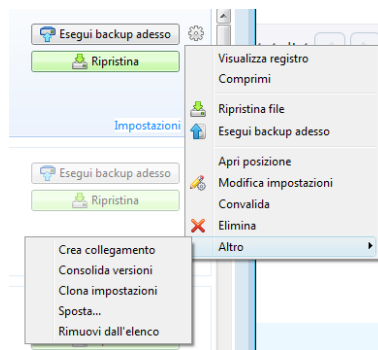 Esegui backup adesso
Ripristina
Impostazioni
Visualizza registro
Comprimi
Ripristina file
Esegui backup adesso
Apri posizione
Modifica impostazioni
Convalida
Elimina
Altro
Esegui backup adesso
Ripristina
Crea collegamento
Consolida versioni
Clona impostazioni
Sposta...
Rimuovi dall'elenco